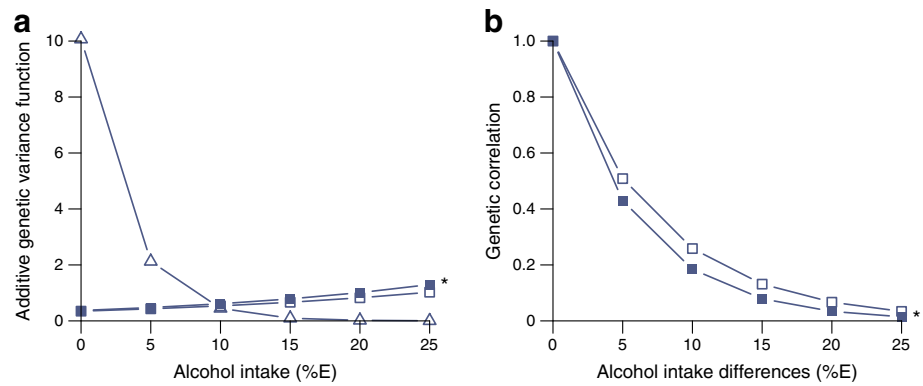 a
Additive genetic variance function
10
8
6
4
2
0
*
0 5 10 15 20 25
Alcohol intake (%E)
b
Genetic correlation
1.0
0.8
0.6
0.4
0.2
0
*
0 5 10 15 20 25
Alcohol intake differences (%E)